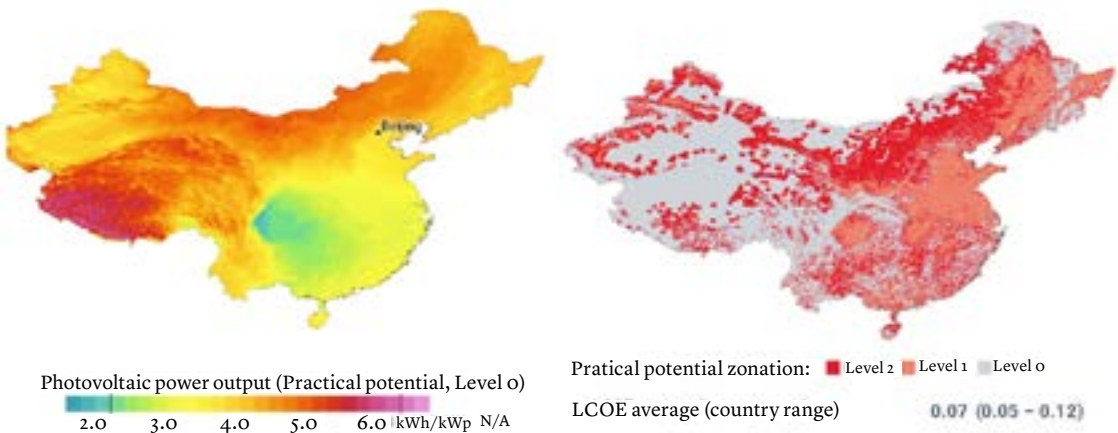 Beijing
Photovoltaic power output (Practical potential, Level 0)
2.0 3.0 4.0 5.0 6.0 kWh/kWp N/A
Pratical potential zonation: Level 2 Level 1 Level 0
LCOE average (country range) 0.07 (0.05 – 0.12)